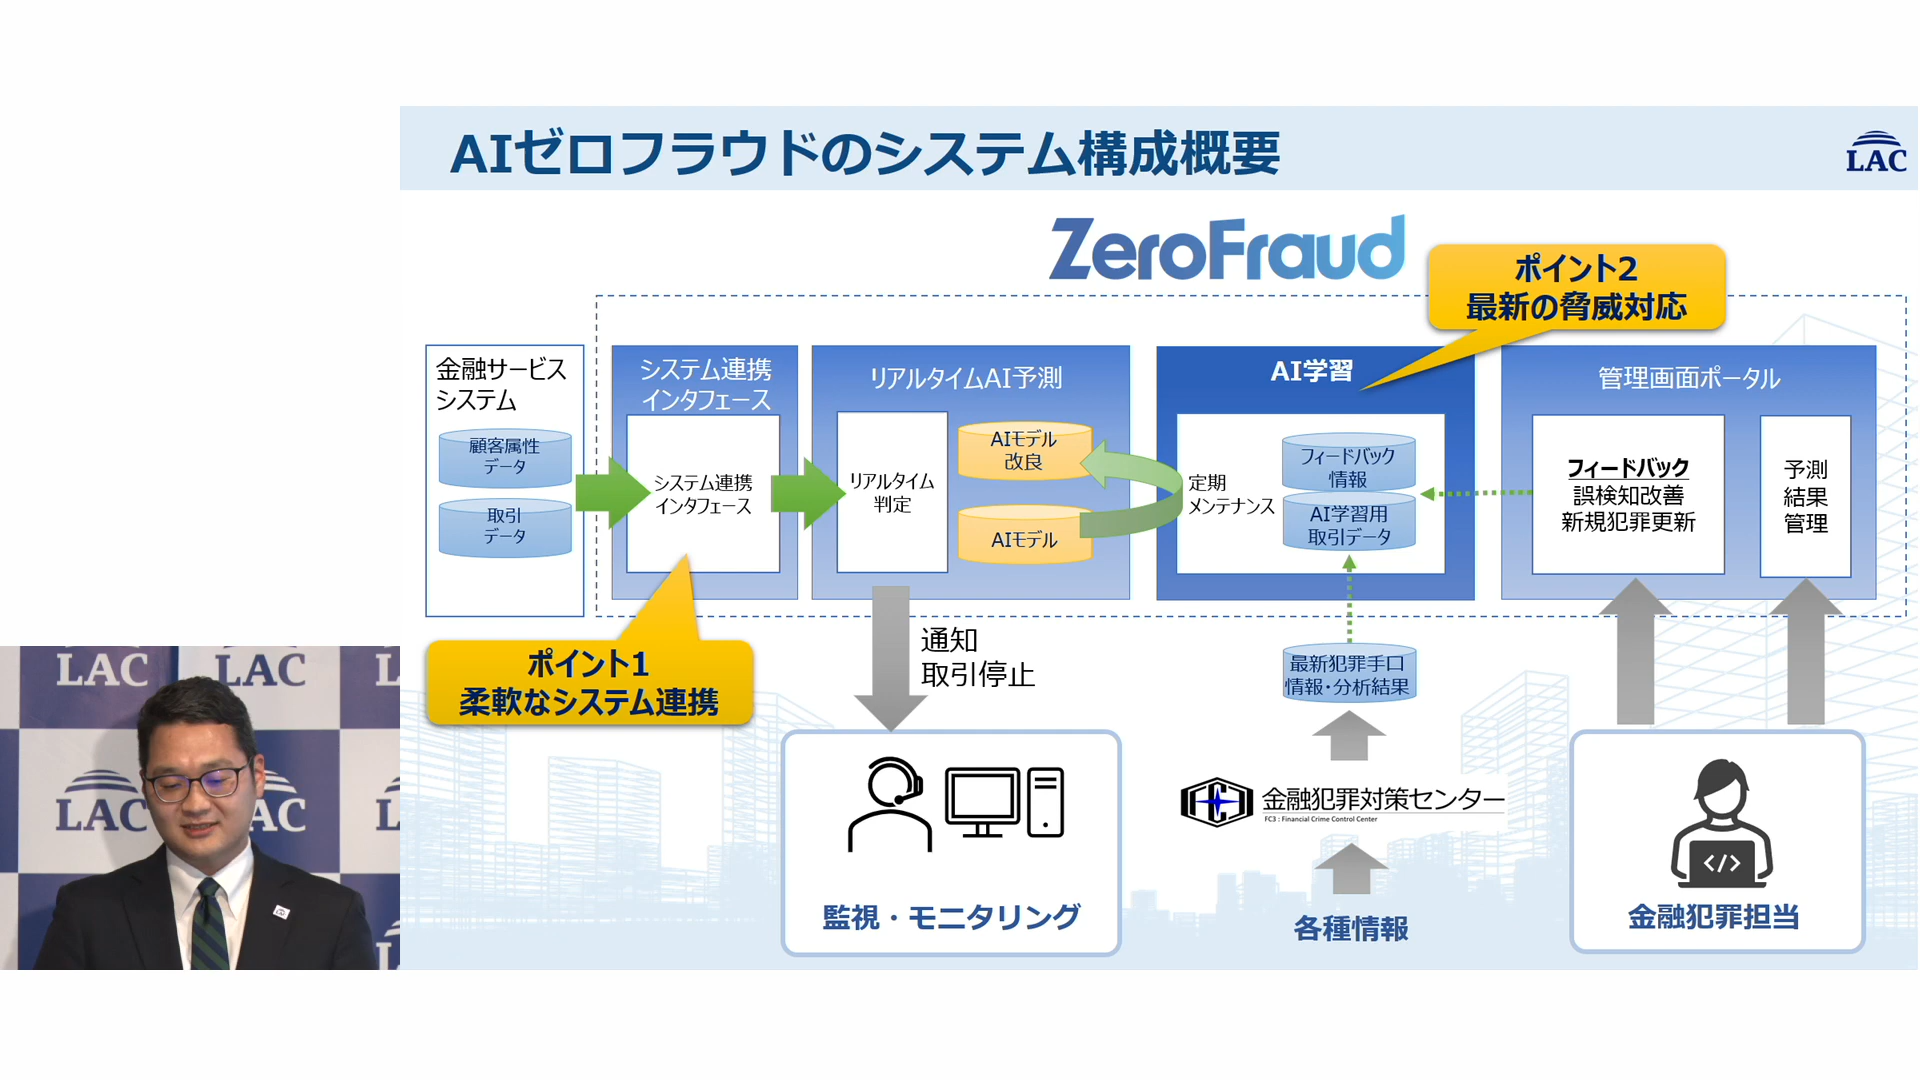 AIゼロフラウドのシステム構成概要
LAC
ZeroFraud
ポイント2
最新の脅威対応
金融サービス
システム
顧客属性
データ
取引
データ
システム連携
インタフェース
システム連携
インタフェース
リアルタイムAI予測
リアルタイム
判定
AIモデル
改良
AIモデル
AI学習
定期
メンテナンス
フィードバック
情報
AI学習用
取引データ
管理画面ポータル
フィードバック
誤検知改善
新規犯罪更新
予測
結果
管理
ポイント1
柔軟なシステム連携
通知
取引停止
最新犯罪手口
情報・分析結果
監視・モニタリング
FC3
金融犯罪対策センター
FC3 : Financial Crime Control Center
各種情報
</>
金融犯罪担当
LAC
LAC
L
LAC
AC
L